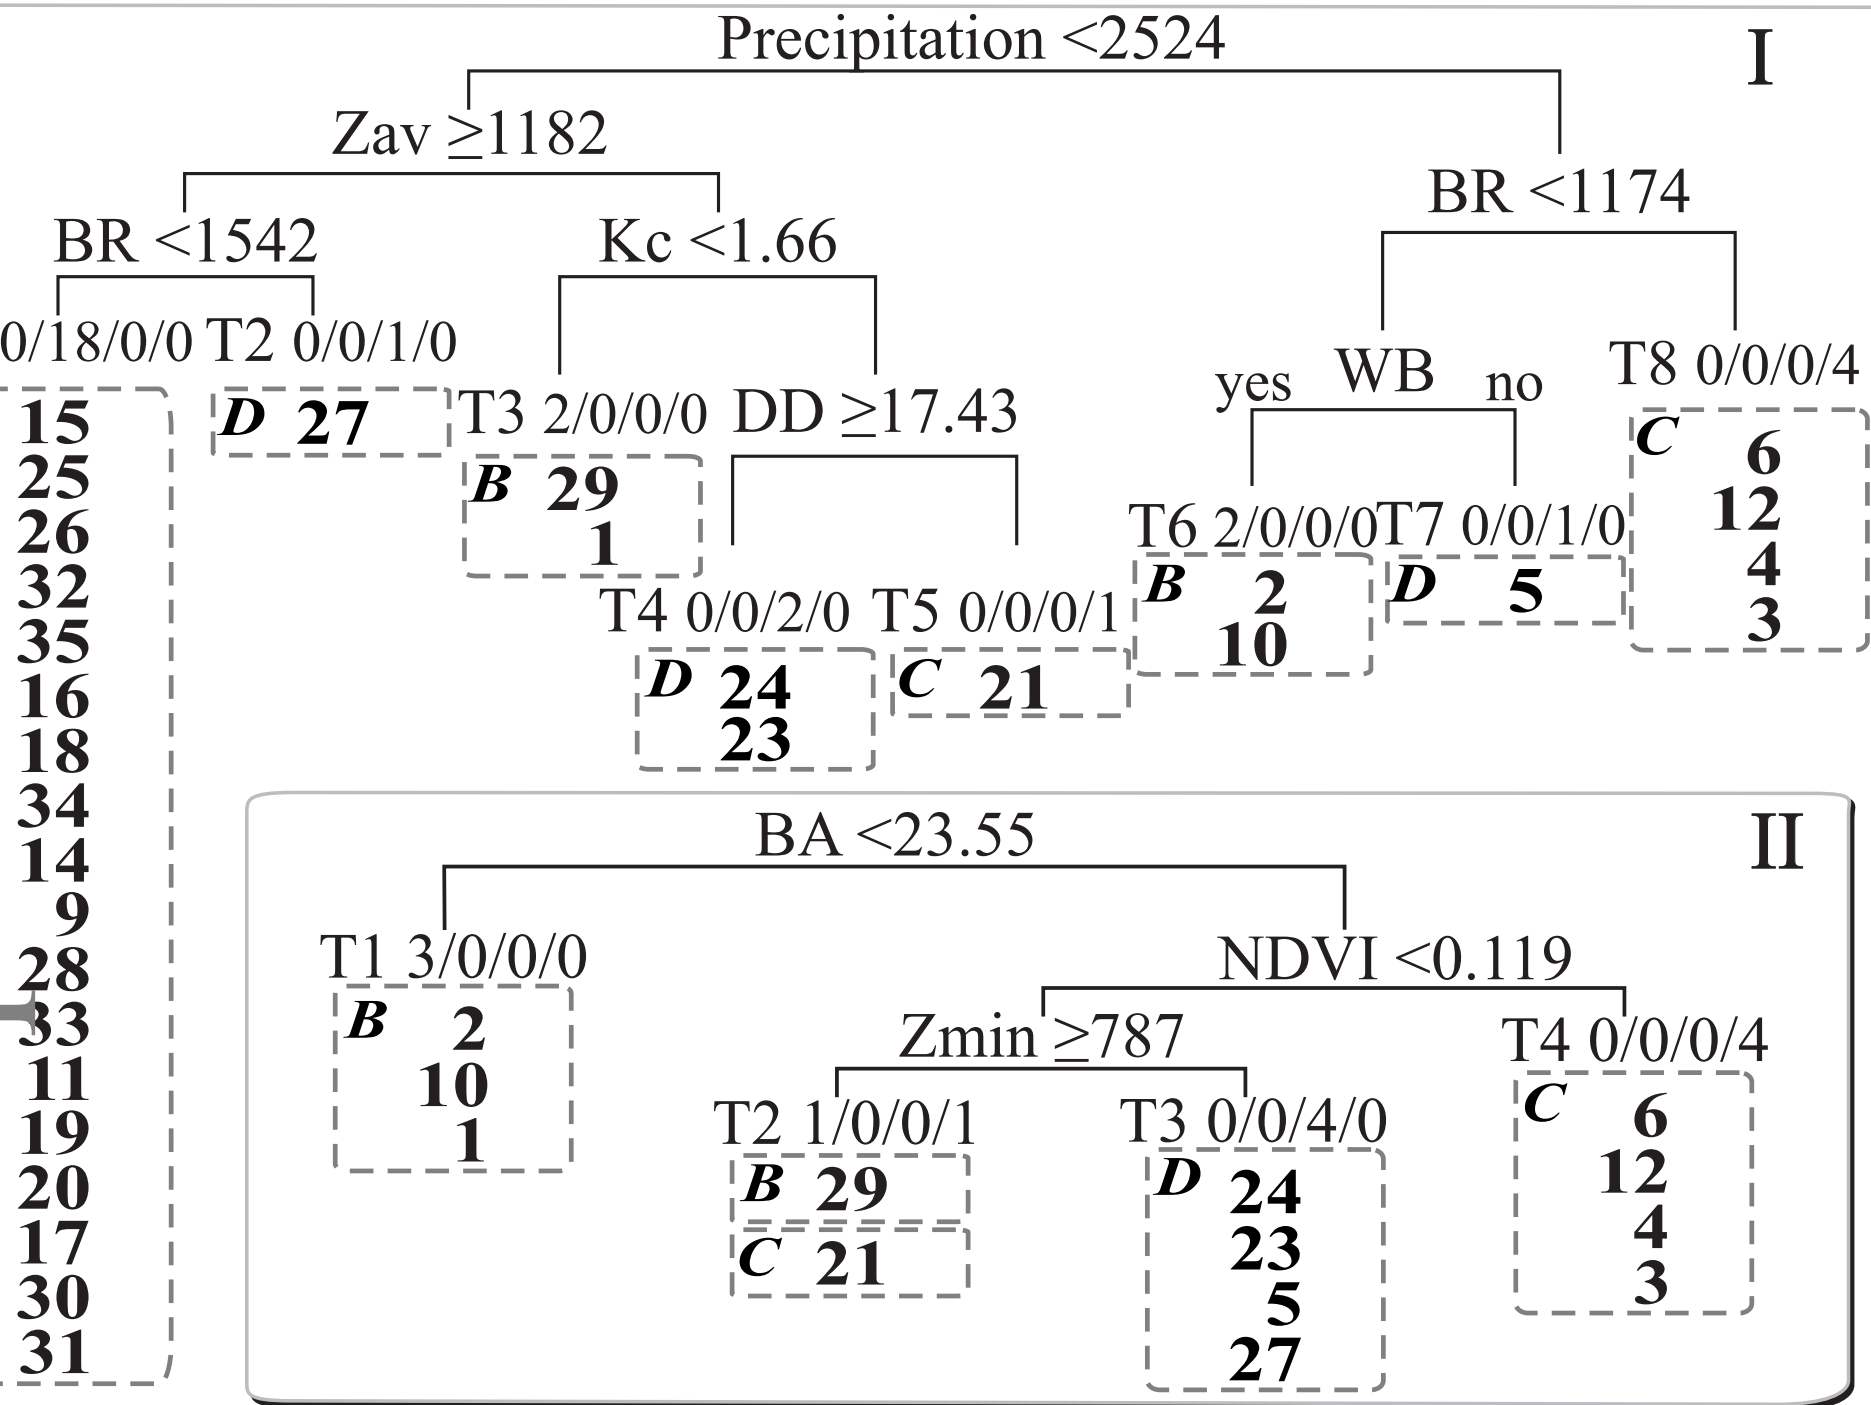 Precipitation <2524
I
Zav ≥1182
BR <1174
BR <1542
Kc <1.66
0/18/0/0
T2 0/0/1/0
yes WB no
T8 0/0/0/4
15
25
26
32
35
16
18
34
14
9
28
33
11
19
20
17
30
31
D 27
T3 2/0/0/0
B 29
1
DD ≥17.43
T4 0/0/2/0
D 24
23
T5 0/0/0/1
C 21
T6 2/0/0/0
B 2
10
T7 0/0/1/0
D 5
C 6
12
4
3
II
BA <23.55
T1 3/0/0/0
B 2
10
1
NDVI <0.119
Zmin ≥787
T2 1/0/0/1
B 29
C 21
T3 0/0/4/0
D 24
23
5
27
T4 0/0/0/4
C 6
12
4
3